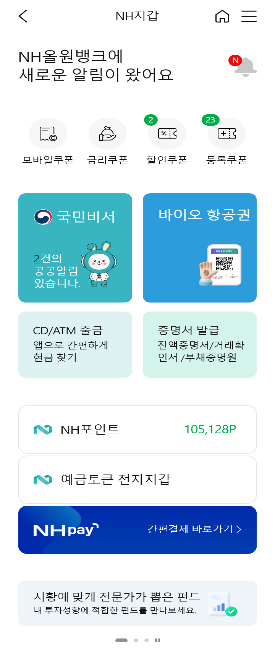 NH지갑
NH올원뱅크에
새로운 알림이 왔어요
N
2
23
모바일쿠폰
금리쿠폰
할인쿠폰
등록쿠폰
국민비서
바이오 항공권
2건의
공공알림
있습니다.
CD/ATM 출금
앱으로 간편하게
현금 찾기
증명서 발급
잔액증명서/거래확
인서 /부채증명원
NH포인트
105,128P
예금토큰 전자지갑
NHpay
간편결제 바로가기
시황에 맞게 전문가가 뽑은 펀드
내 투자성향에 적합한 펀드를 만나보세요.